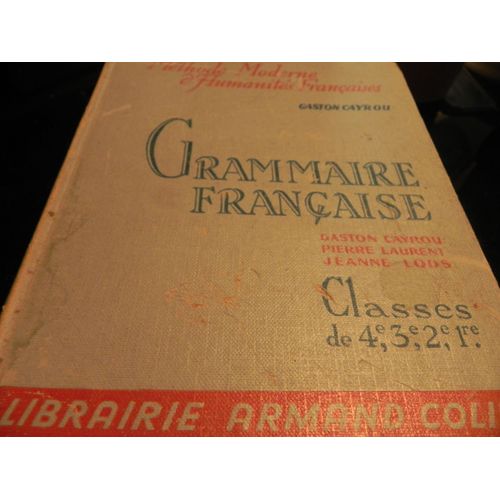 Méthode Moderne
d'Humanités Françaises
GASTON CAYROU
GRAMMAIRE
FRANÇAISE
GASTON CAYROU
PIERRE LAURENT
JEANNE LODS
Classes
de 4e, 3e, 2e, 1re.
LIBRAIRIE ARMAND COLI